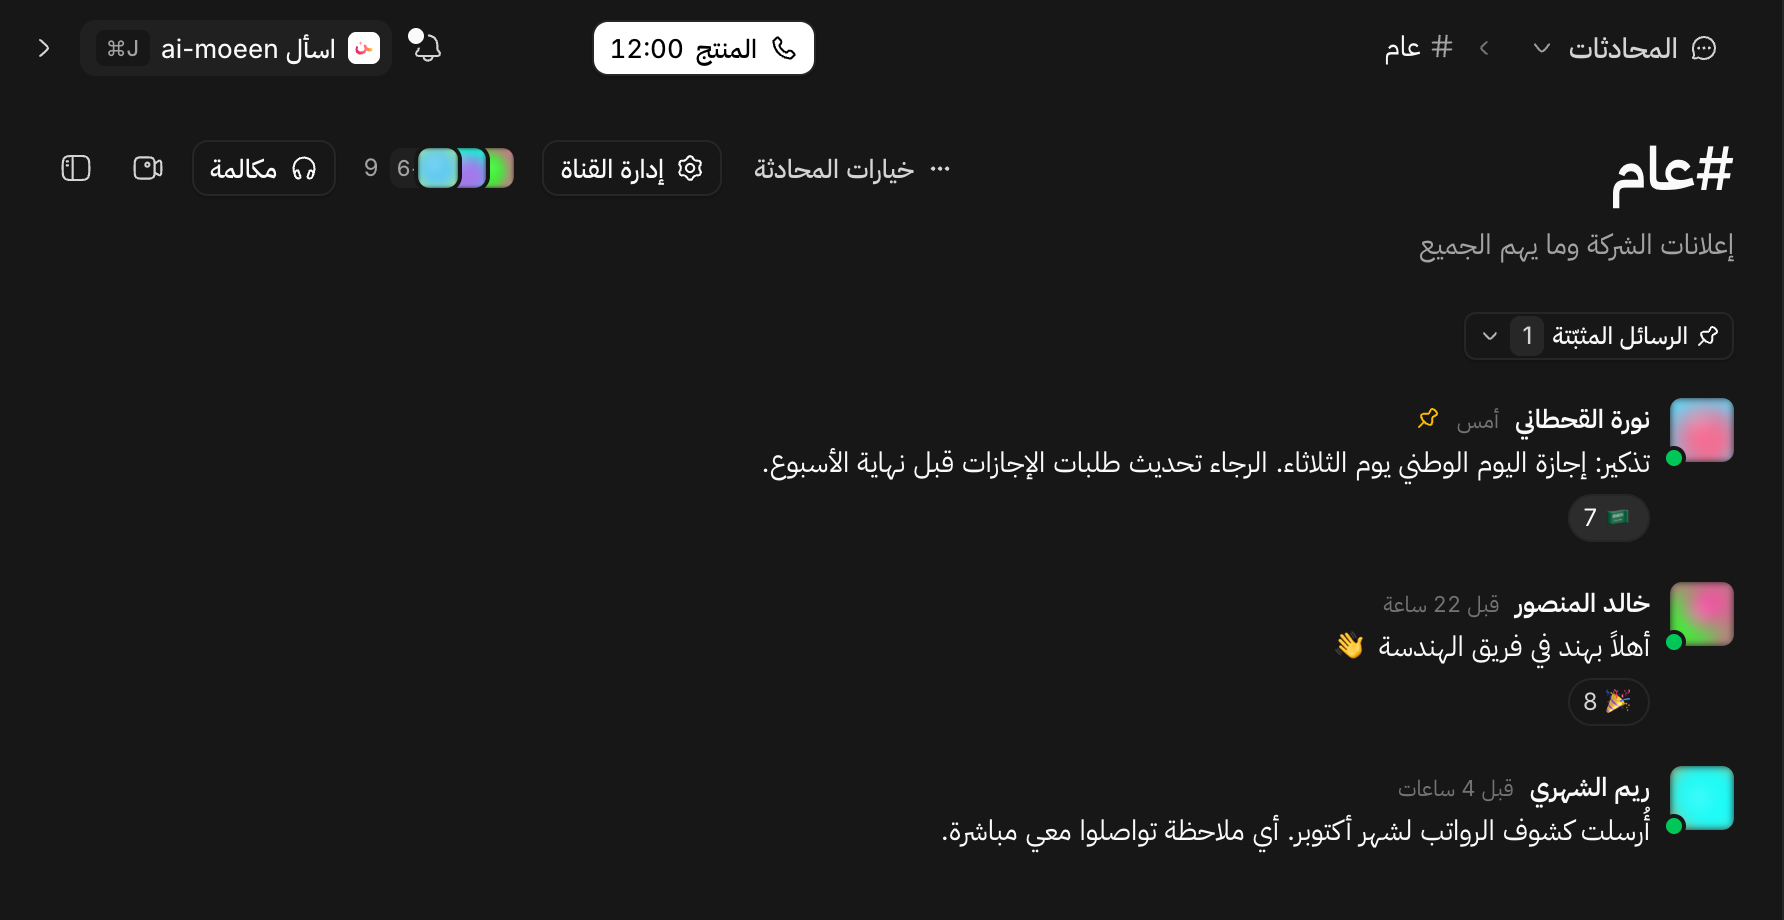 المحادثات
# عام
المنتج 12:00
اسأل ai-moeen ⌘J
#عام
... خيارات المحادثة
إدارة القناة
6
9
مكالمة
إعلانات الشركة وما يهم الجميع
الرسائل المثبّتة 1
نورة القحطاني أمس
تذكير: إجازة اليوم الوطني يوم الثلاثاء. الرجاء تحديث طلبات الإجازات قبل نهاية الأسبوع.
🇸🇦 7
خالد المنصور قبل 22 ساعة
أهلاً بهند في فريق الهندسة 👋
🎉 8
ريم الشهري قبل 4 ساعات
أُرسلت كشوف الرواتب لشهر أكتوبر. أي ملاحظة تواصلوا معي مباشرة.